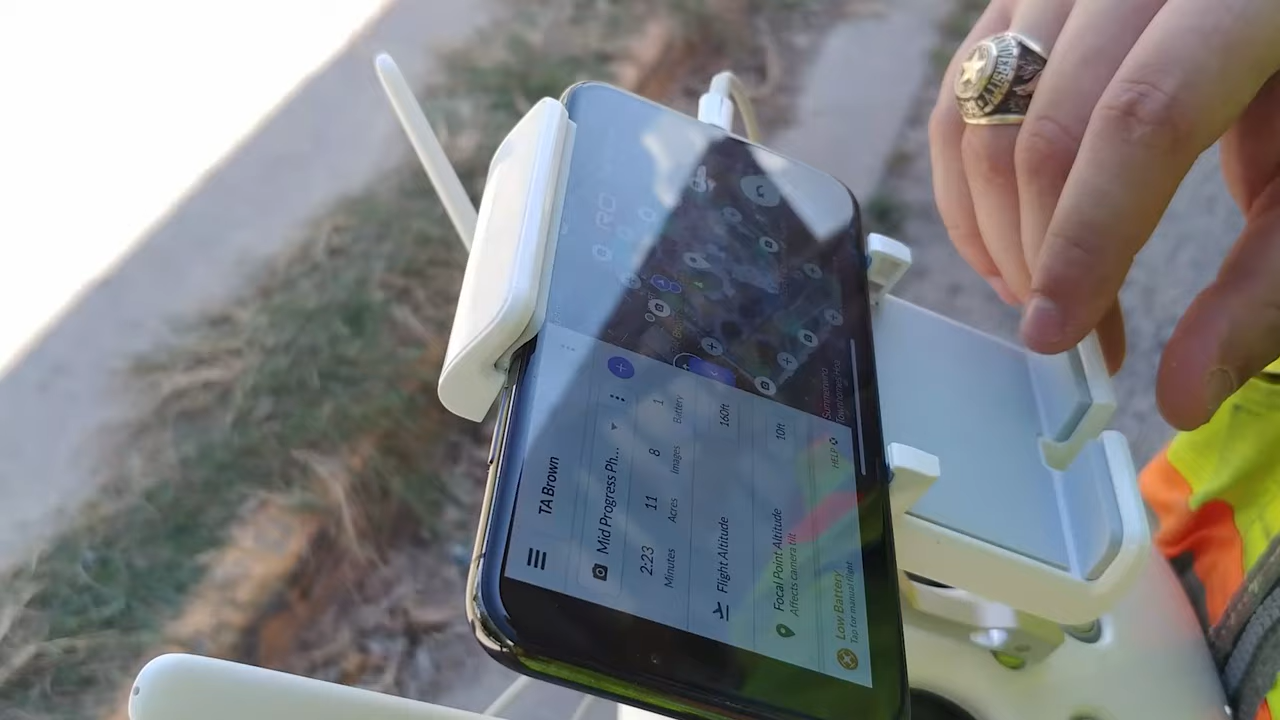 TA Brown
Mid Progress Ph...
2:23 11 8 1
Minutes Acres Images Battery
Flight Altitude 160ft
Focal Point Altitude 10ft
Affects camera tilt
Low Battery HELP
Tap for manual flight
VERSITY